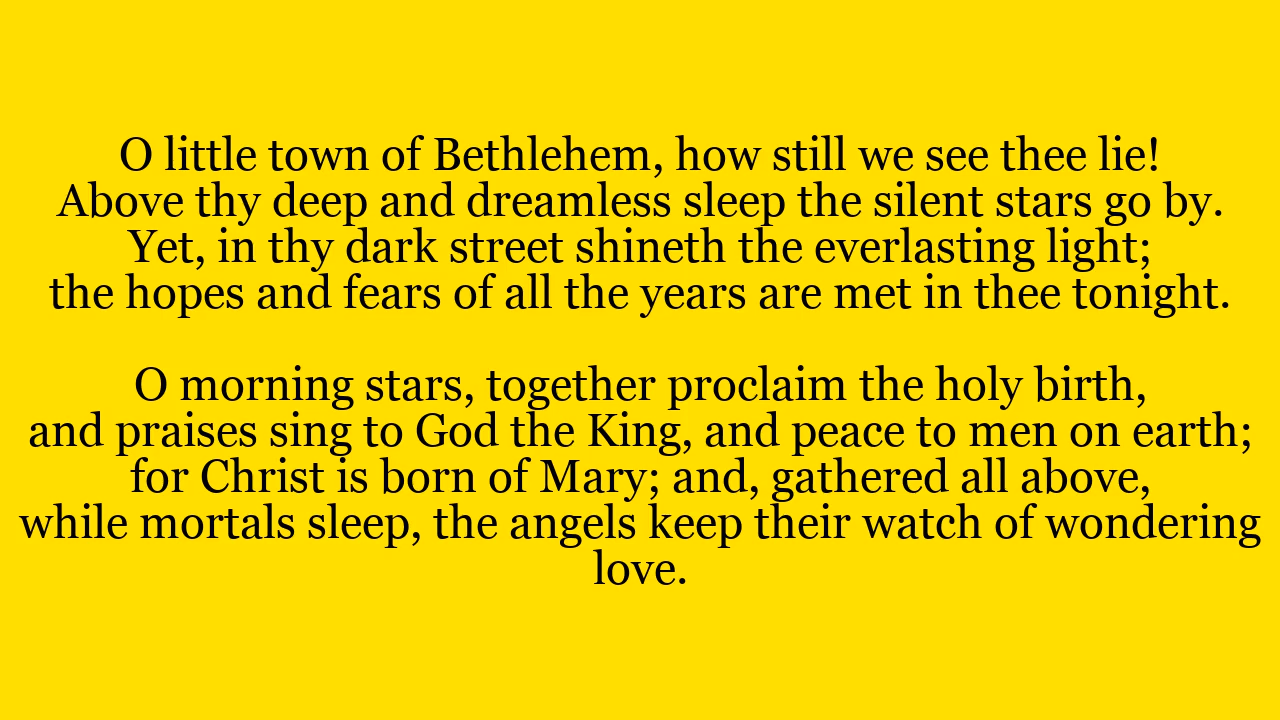 O little town of Bethlehem, how still we see thee lie!
Above thy deep and dreamless sleep the silent stars go by.
Yet, in thy dark street shineth the everlasting light;
the hopes and fears of all the years are met in thee tonight.
O morning stars, together proclaim the holy birth,
and praises sing to God the King, and peace to men on earth;
for Christ is born of Mary; and, gathered all above,
while mortals sleep, the angels keep their watch of wondering
love.